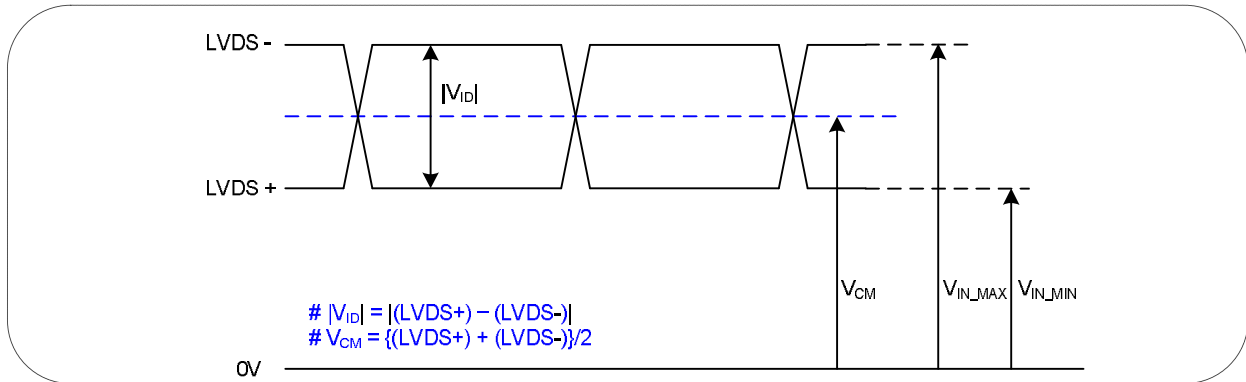 LVDS -
|VID|
LVDS +
VCM
VIN_MAX
VIN_MIN
# |VID| = |(LVDS+) – (LVDS-)|
# VCM = {(LVDS+) + (LVDS-)}/2
0V